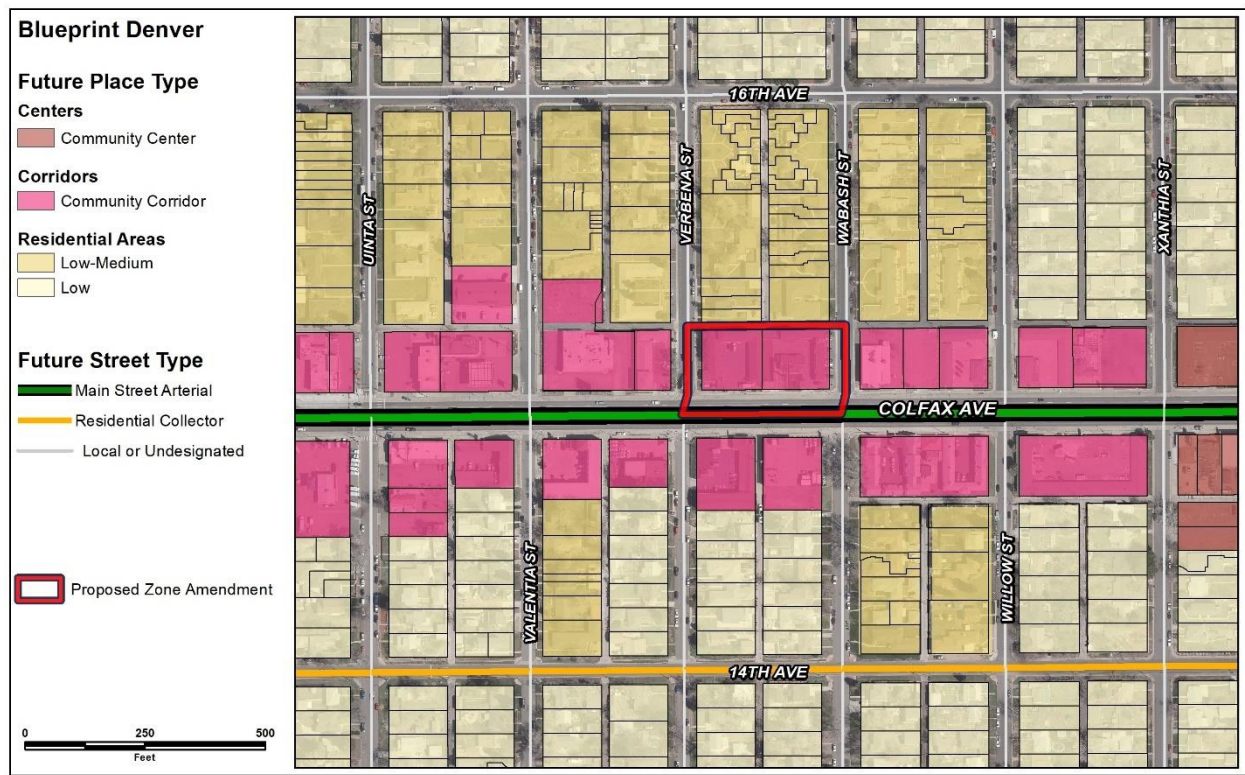 Blueprint Denver
Future Place Type
Centers
Community Center
Corridors
Community Corridor
Residential Areas
Low-Medium
Low
Future Street Type
Main Street Arterial
Residential Collector
Local or Undesignated
Proposed Zone Amendment
0 250 500
Feet
16TH AVE
UINTA ST
VERBENA ST
WABASH ST
XANTHIA ST
COLFAX AVE
VALENTIA ST
WILLOW ST
14TH AVE